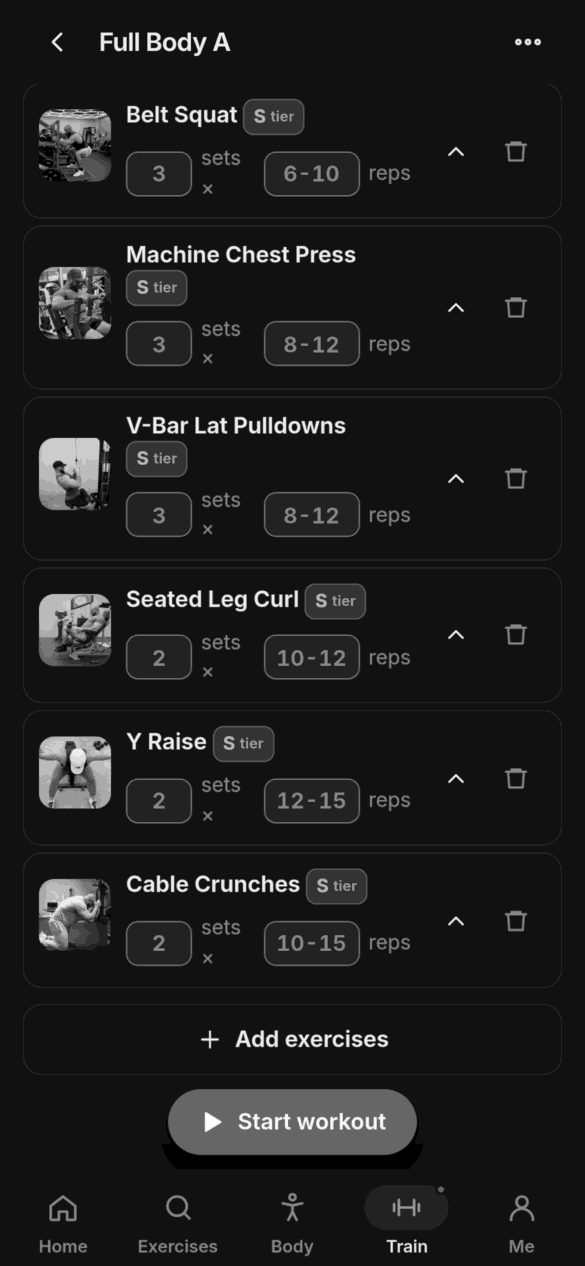 Full Body A
Belt Squat S tier
3 sets × 6-10 reps
Machine Chest Press
S tier
3 sets × 8-12 reps
V-Bar Lat Pulldowns
S tier
3 sets × 8-12 reps
Seated Leg Curl S tier
2 sets × 10-12 reps
Y Raise S tier
2 sets × 12-15 reps
Cable Crunches S tier
2 sets × 10-15 reps
+ Add exercises
Start workout
Home Exercises Body Train Me